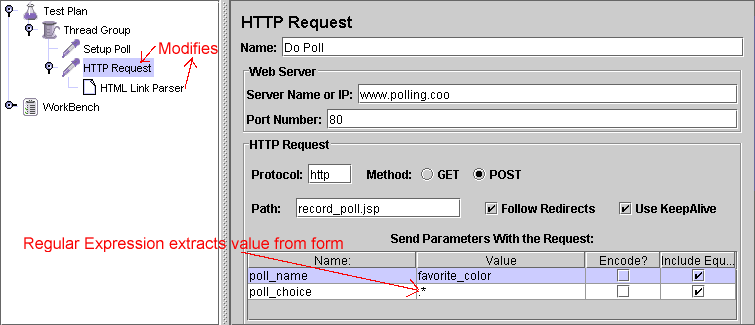 Test Plan
Thread Group
Setup Poll
HTTP Request
HTML Link Parser
WorkBench
Modifies
Regular Expression extracts value from form
HTTP Request
Name: Do Poll
Web Server
Server Name or IP: www.polling.coo
Port Number: 80
HTTP Request
Protocol: http Method: GET POST
Path: record_poll.jsp Follow Redirects Use KeepAlive
Send Parameters With the Request:
Name: Value Encode? Include Equ...
poll_name favorite_color
poll_choice .*